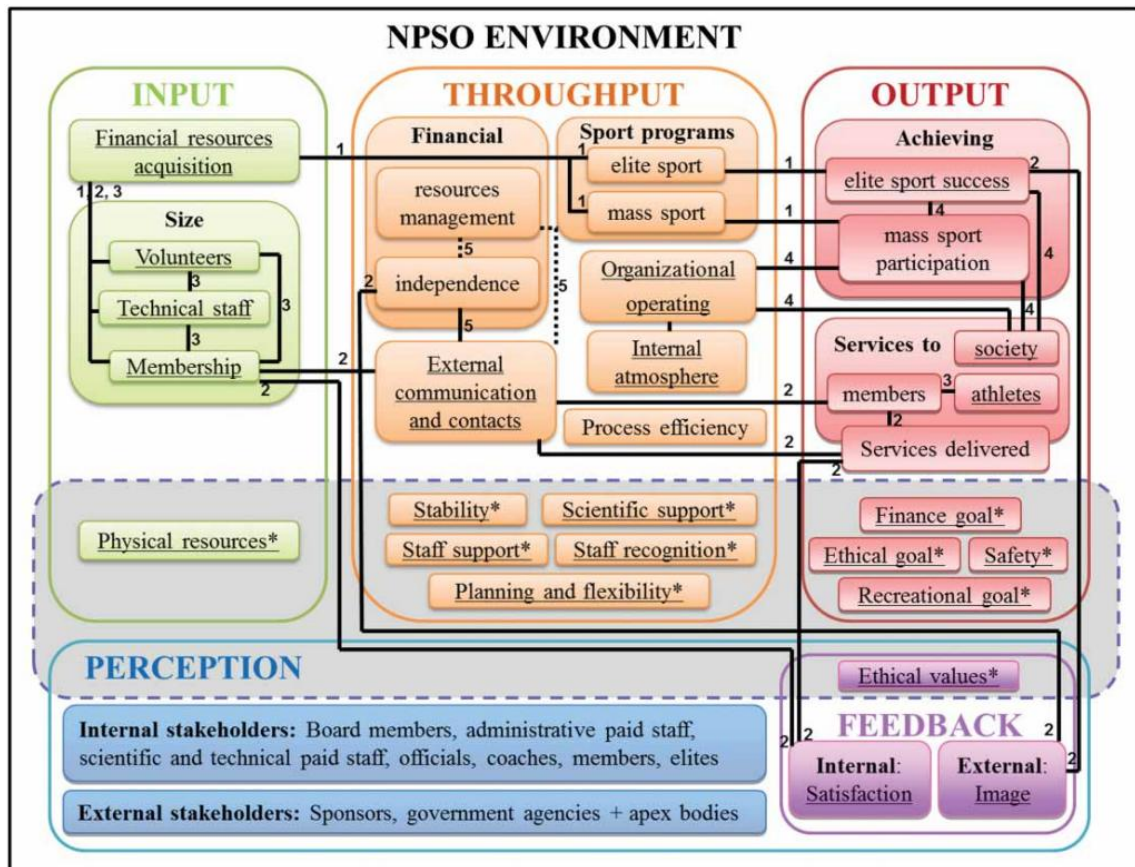 NPSO ENVIRONMENT
INPUT
Financial resources
acquisition
1, 2, 3
Size
Volunteers
3
Technical staff
3
3
Membership
2
2
Physical resources*
THROUGHPUT
Financial
resources
management
5
independence
2
5
5
External
communication
and contacts
1
Sport programs
1
elite sport
1
mass sport
Organizational
operating
Internal
atmosphere
Process efficiency
Stability*
Scientific support*
Staff support*
Staff recognition*
Planning and flexibility*
1
1
4
4
2
2
OUTPUT
Achieving
2
elite sport success
4
mass sport
participation
4
4
Services to
society
members
3
athletes
2
Services delivered
2
Finance goal*
Ethical goal*
Safety*
Recreational goal*
PERCEPTION
Internal stakeholders: Board members, administrative paid staff,
scientific and technical paid staff, officials, coaches, members, elites
External stakeholders: Sponsors, government agencies + apex bodies
Ethical values*
FEEDBACK
2
2
2
2
Internal:
Satisfaction
External:
Image